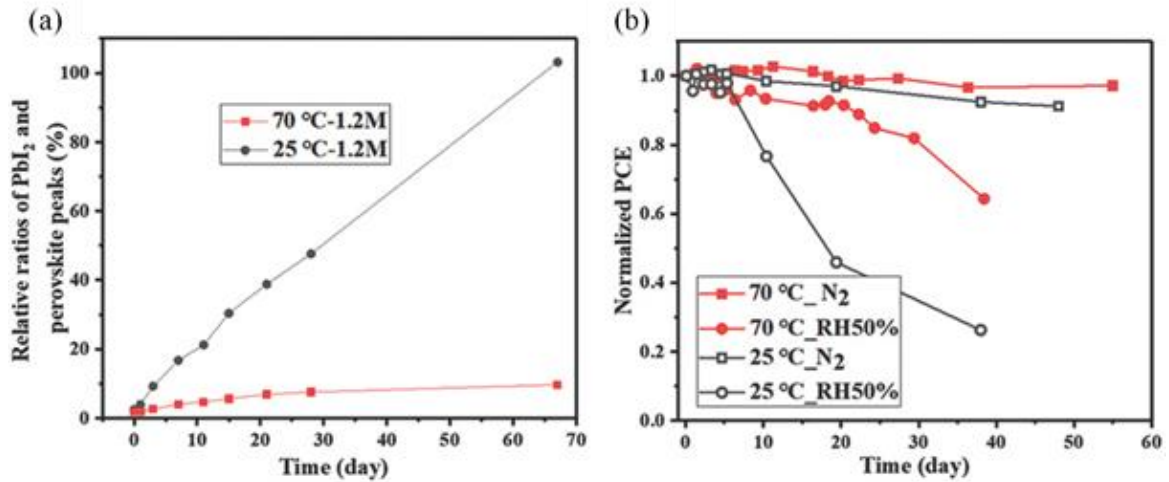 (a)
Relative ratios of PbI₂ and
perovskite peaks (%)
100
80
60
40
20
0
70 °C-1.2M
25 °C-1.2M
0 10 20 30 40 50 60 70
Time (day)
(b)
Normalized PCE
1.0
0.8
0.6
0.4
0.2
0.0
70 °C_ N₂
70 °C_RH50%
25 °C_N₂
25 °C_RH50%
0 10 20 30 40 50 60
Time (day)